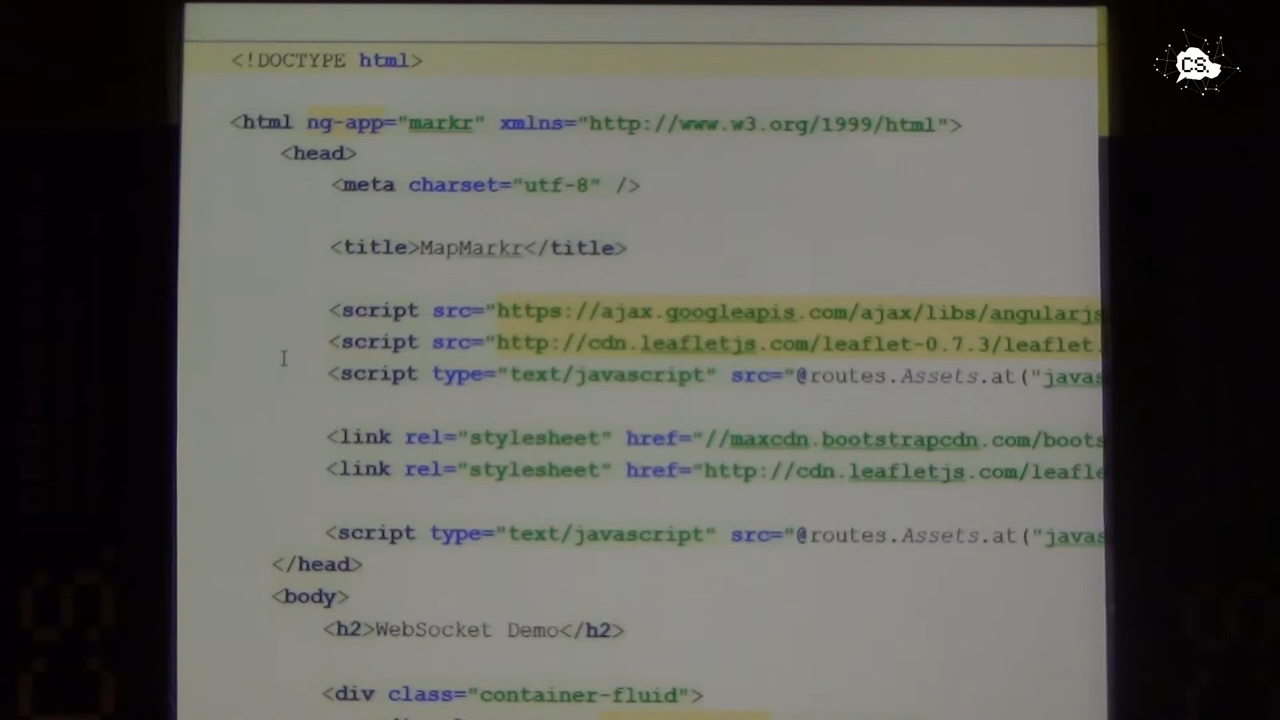 CS.
<!DOCTYPE html>
<html ng-app="markr" xmlns="http://www.w3.org/1999/html">
<head>
<meta charset="utf-8" />
<title>MapMarkr</title>
<script src="https://ajax.googleapis.com/ajax/libs/angularjs
<script src="http://cdn.leafletjs.com/leaflet-0.7.3/leaflet.
<script type="text/javascript" src="@routes.Assets.at("javas
<link rel="stylesheet" href="//maxcdn.bootstrapcdn.com/boots
<link rel="stylesheet" href="http://cdn.leafletjs.com/leafle
<script type="text/javascript" src="@routes.Assets.at("javas
</head>
<body>
<h2>WebSocket Demo</h2>
<div class="container-fluid">